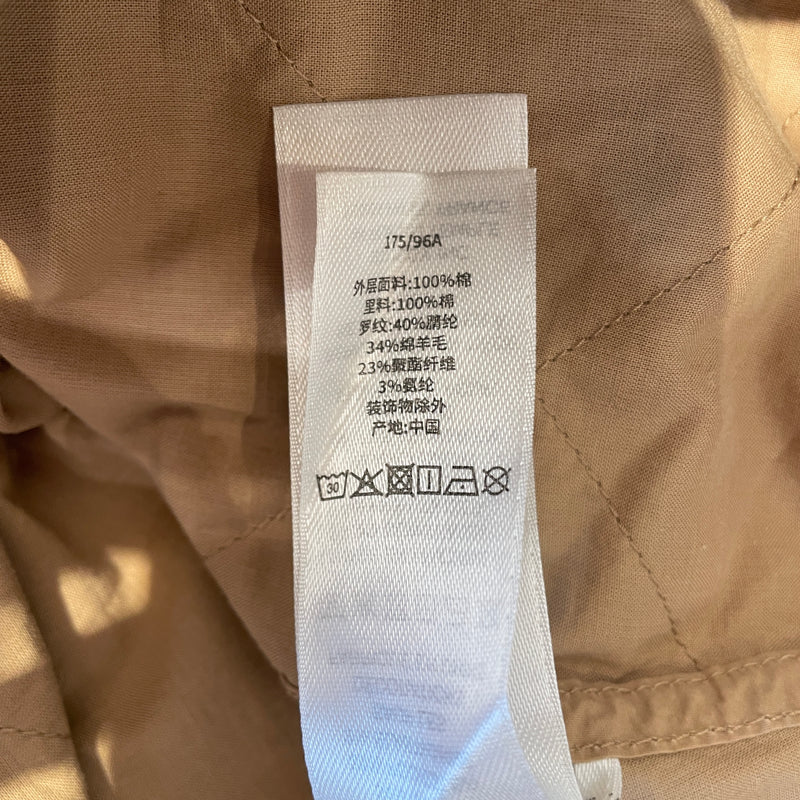 175/96A
外层面料:100%棉
里料:100%棉
罗纹:40%腈纶
34%绵羊毛
23%聚酯纤维
3%氨纶
装饰物除外
产地:中国
30